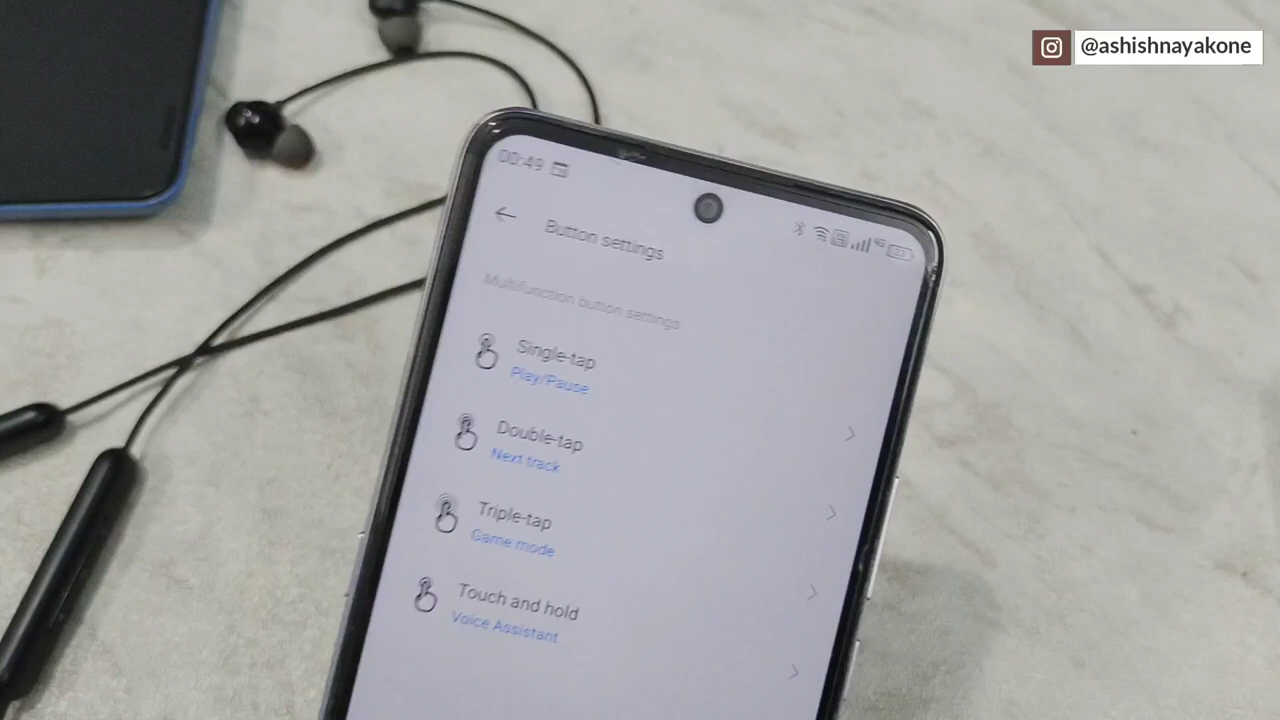 @ashishnayakone
00:49
Button settings
Multifunction button settings
Single-tap
Play/Pause
Double-tap
Next track
Triple-tap
Game mode
Touch and hold
Voice Assistant